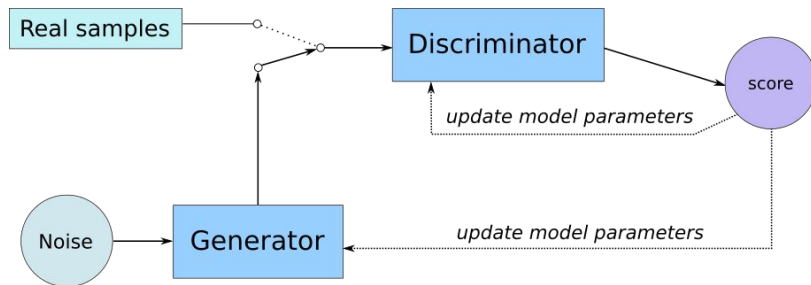 Real samples
Discriminator
score
update model parameters
Noise
Generator
update model parameters